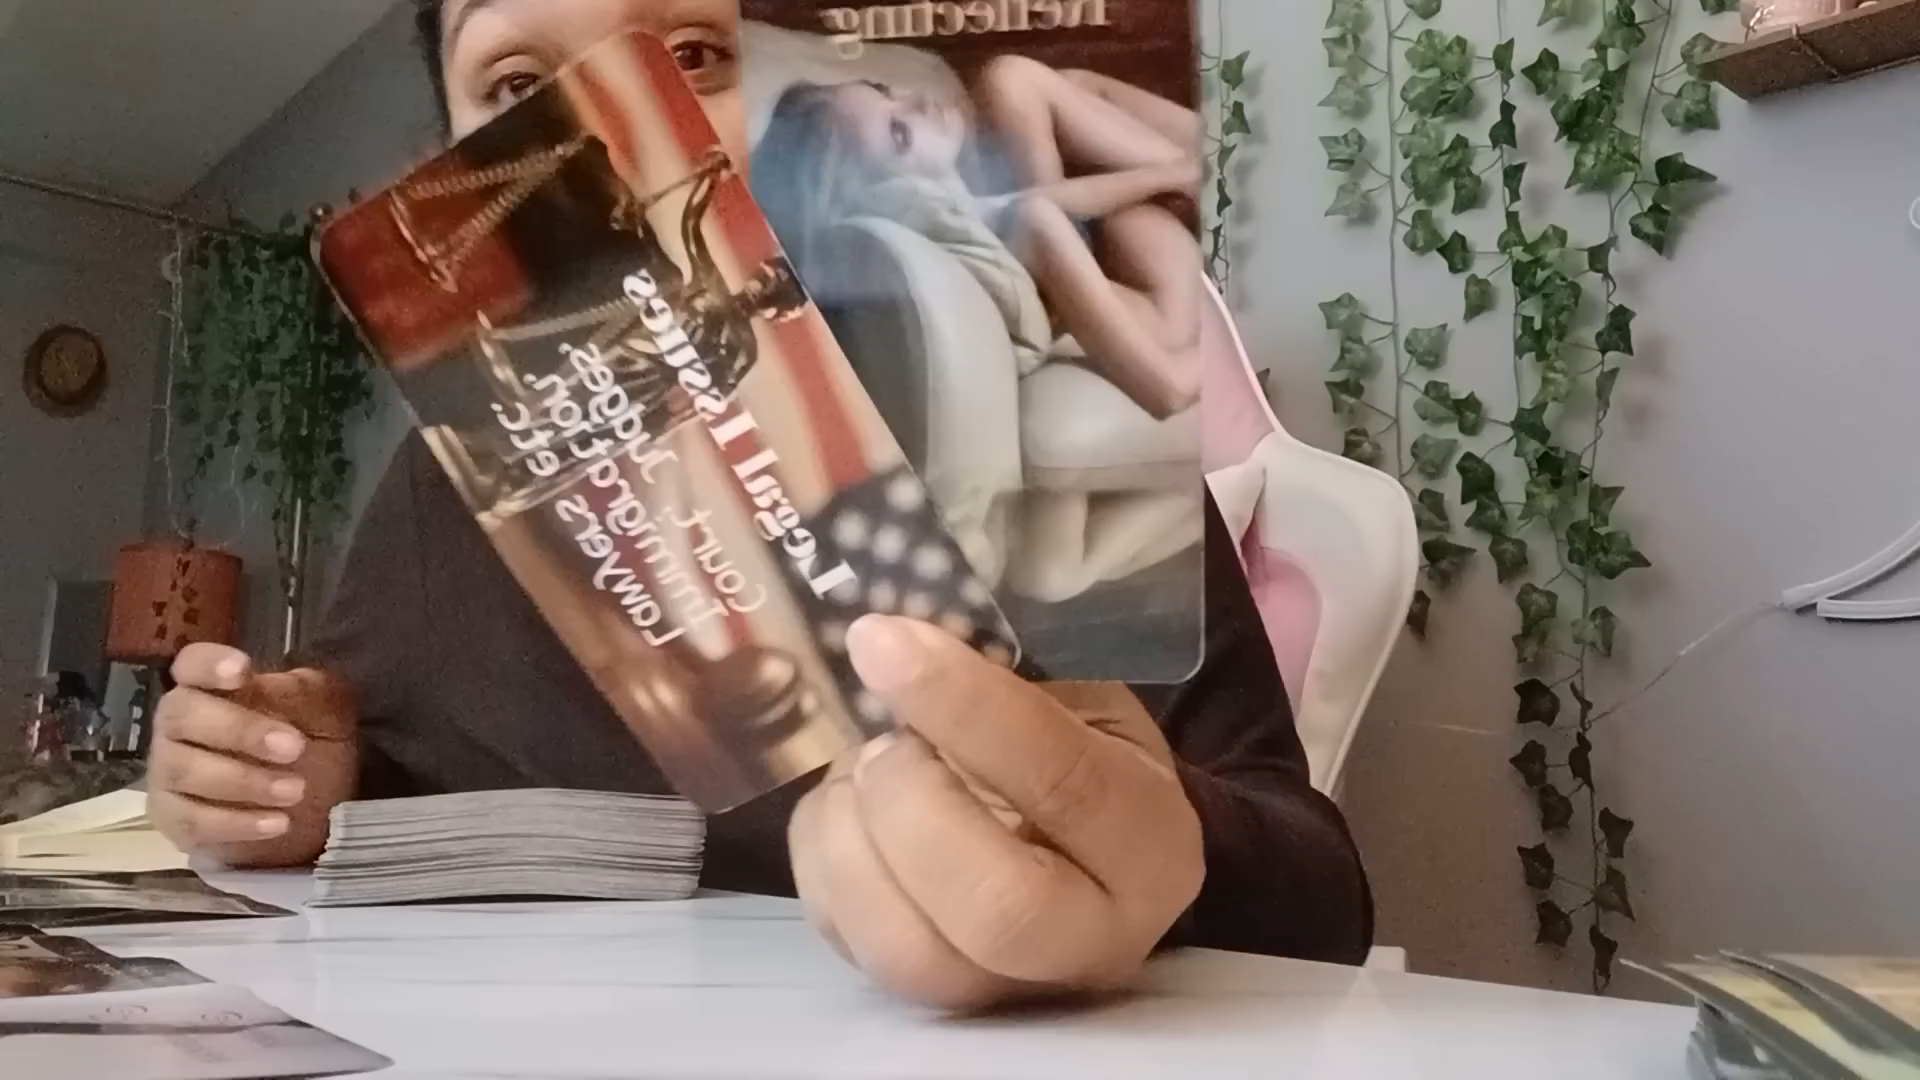 Reflecting
Legal Issues
Court, Judges,
Immigration,
Lawyers etc.